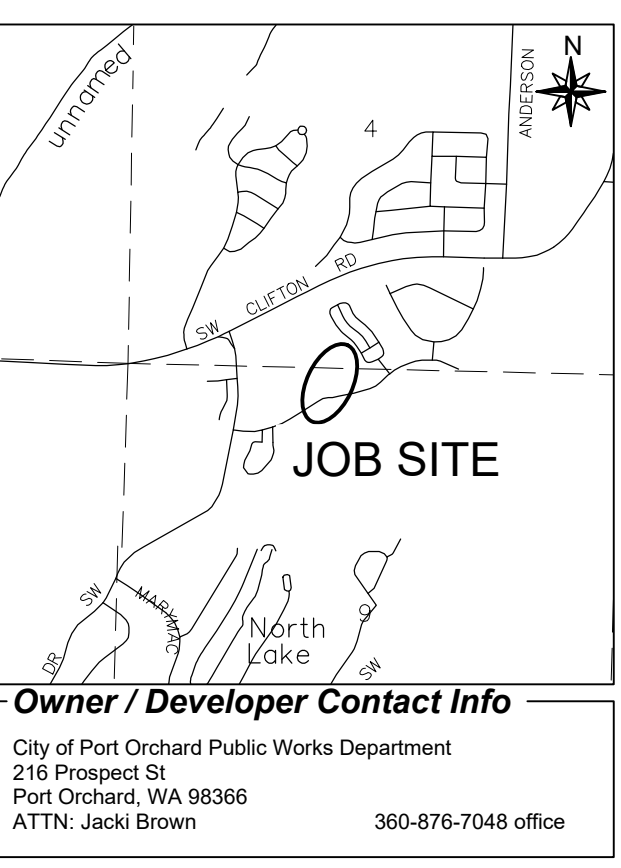 unnamed
N
ANDERSON
4
SW CLIFTON RD
JOB SITE
SW
MARYMAC
DR
North
Lake
9
SW
Owner / Developer Contact Info
City of Port Orchard Public Works Department
216 Prospect St
Port Orchard, WA 98366
ATTN: Jacki Brown 360-876-7048 office